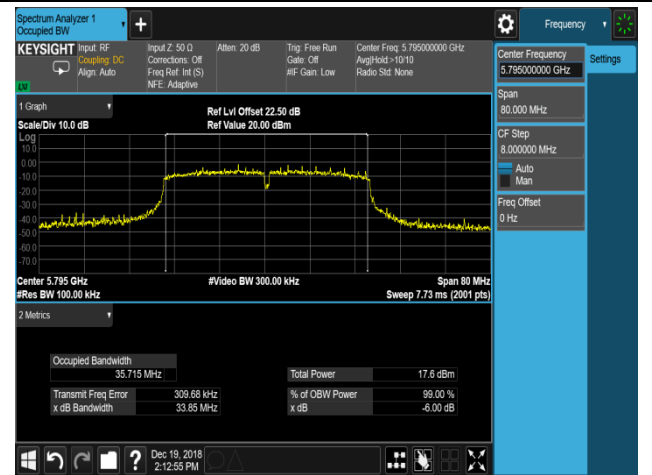 Spectrum Analyzer 1
Occupied BW
+
Frequency
KEYSIGHT
Input: RF
Coupling: DC
Align: Auto
Input Z: 50 Ω
Corrections: Off
Freq Ref: Int (S)
NFE: Adaptive
Atten: 20 dB
Trig: Free Run
Gate: Off
#IF Gain: Low
Center Freq: 5.795000000 GHz
Avg|Hold:>10/10
Radio Std: None
LXI
Center Frequency
5.795000000 GHz
Settings
Span
80.000 MHz
CF Step
8.000000 MHz
Auto
Man
Freq Offset
0 Hz
1 Graph
Scale/Div 10.0 dB
Ref Lvl Offset 22.50 dB
Ref Value 20.00 dBm
Log
10.0
0.00
-10.0
-20.0
-30.0
-40.0
-50.0
-60.0
-70.0
Center 5.795 GHz
#Res BW 100.00 kHz
#Video BW 300.00 kHz
Span 80 MHz
Sweep 7.73 ms (2001 pts)
2 Metrics
Occupied Bandwidth
35.715 MHz
Total Power 17.6 dBm
Transmit Freq Error 309.68 kHz
% of OBW Power 99.00 %
x dB Bandwidth 33.85 MHz
x dB -6.00 dB
?
Dec 19, 2018
2:12:55 PM